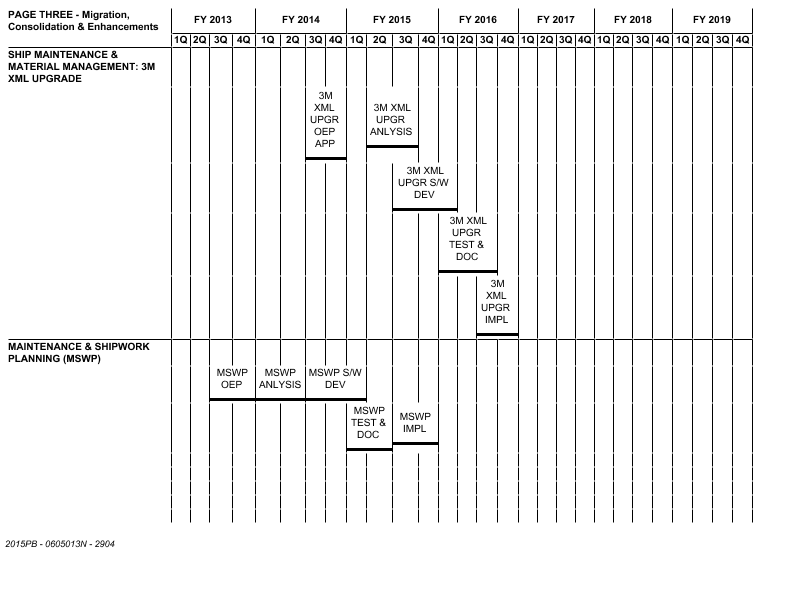 PAGE THREE - Migration,
Consolidation & Enhancements
FY 2013 FY 2014 FY 2015 FY 2016 FY 2017 FY 2018 FY 2019
1Q 2Q 3Q 4Q 1Q 2Q 3Q 4Q 1Q 2Q 3Q 4Q 1Q 2Q 3Q 4Q 1Q 2Q 3Q 4Q 1Q 2Q 3Q 4Q 1Q 2Q 3Q 4Q
SHIP MAINTENANCE &
MATERIAL MANAGEMENT: 3M
XML UPGRADE
3M
XML
UPGR
OEP
APP
3M XML
UPGR
ANLYSIS
3M XML
UPGR S/W
DEV
3M XML
UPGR
TEST &
DOC
3M
XML
UPGR
IMPL
MAINTENANCE & SHIPWORK
PLANNING (MSWP)
MSWP
OEP
MSWP
ANLYSIS
MSWP S/W
DEV
MSWP
TEST &
DOC
MSWP
IMPL
2015PB - 0605013N - 2904